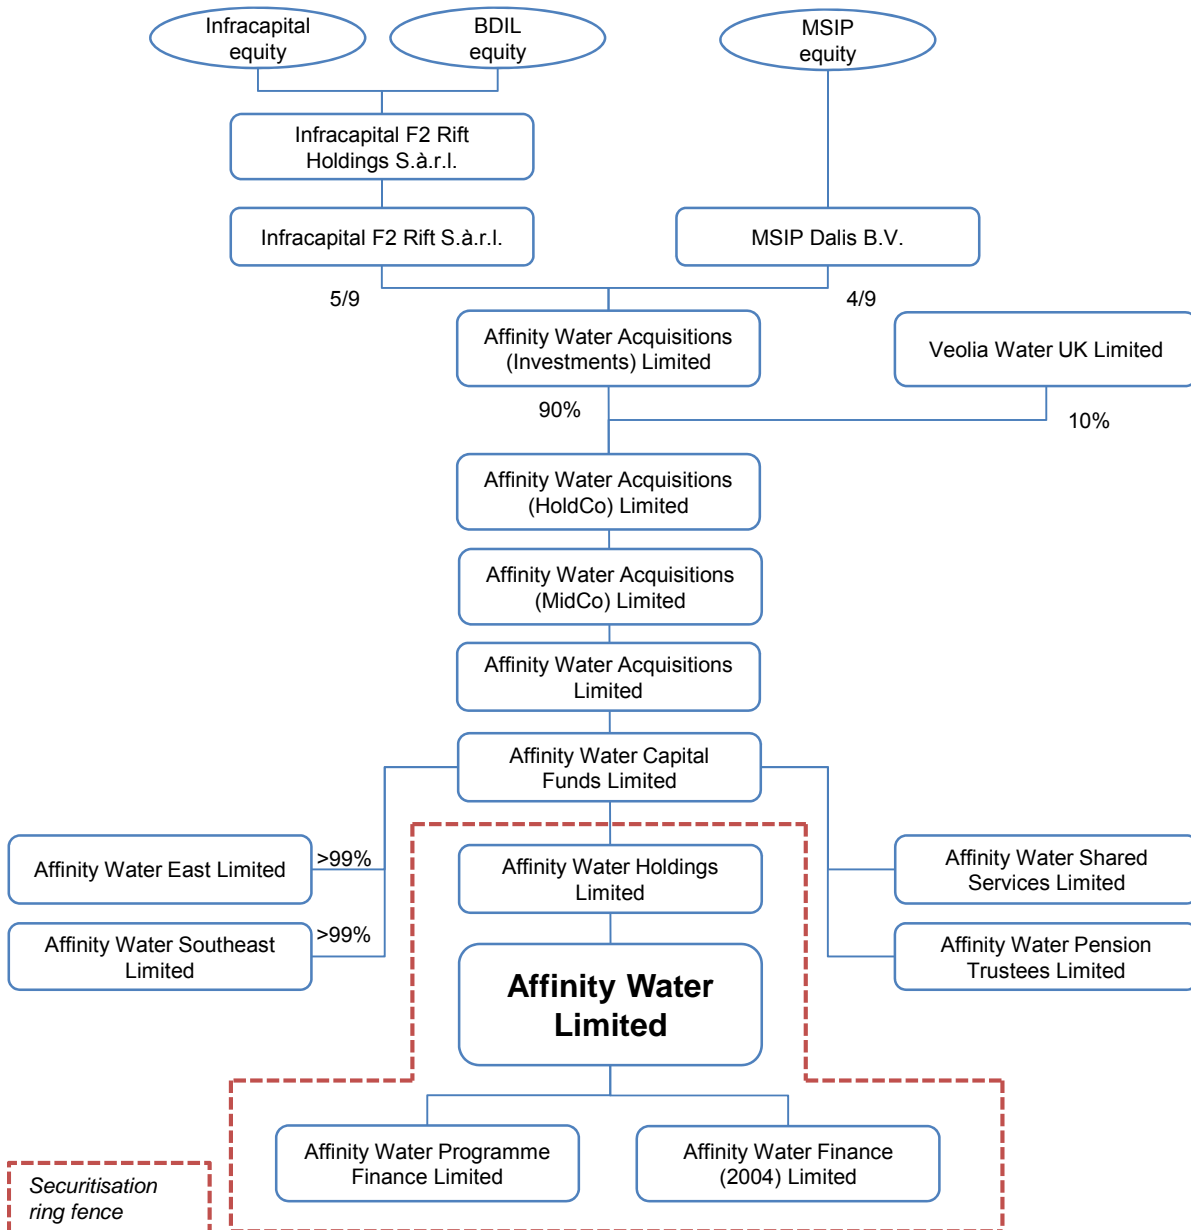 Infracapital
equity
BDIL
equity
MSIP
equity
Infracapital F2 Rift
Holdings S.à.r.l.
Infracapital F2 Rift S.à.r.l.
MSIP Dalis B.V.
5/9
4/9
Affinity Water Acquisitions
(Investments) Limited
Veolia Water UK Limited
90%
10%
Affinity Water Acquisitions
(HoldCo) Limited
Affinity Water Acquisitions
(MidCo) Limited
Affinity Water Acquisitions
Limited
Affinity Water Capital
Funds Limited
Affinity Water East Limited
>99%
Affinity Water Holdings
Limited
Affinity Water Shared
Services Limited
Affinity Water Southeast
Limited
>99%
Affinity Water Pension
Trustees Limited
Affinity Water
Limited
Affinity Water Programme
Finance Limited
Affinity Water Finance
(2004) Limited
Securitisation
ring fence